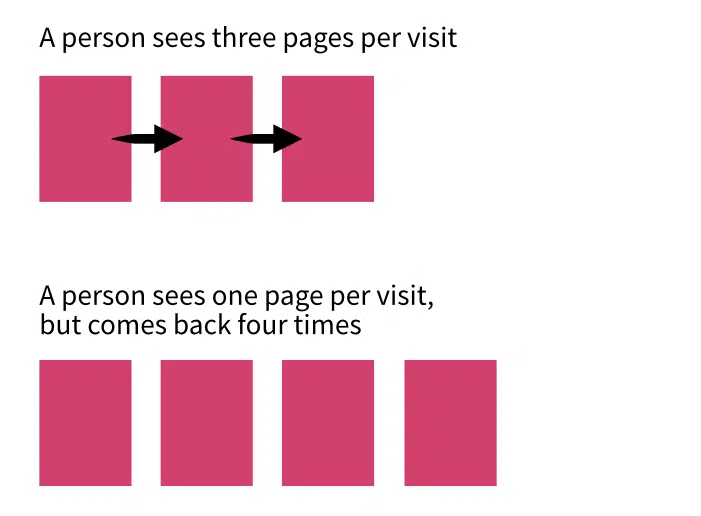 A person sees three pages per visit
A person sees one page per visit,
but comes back four times